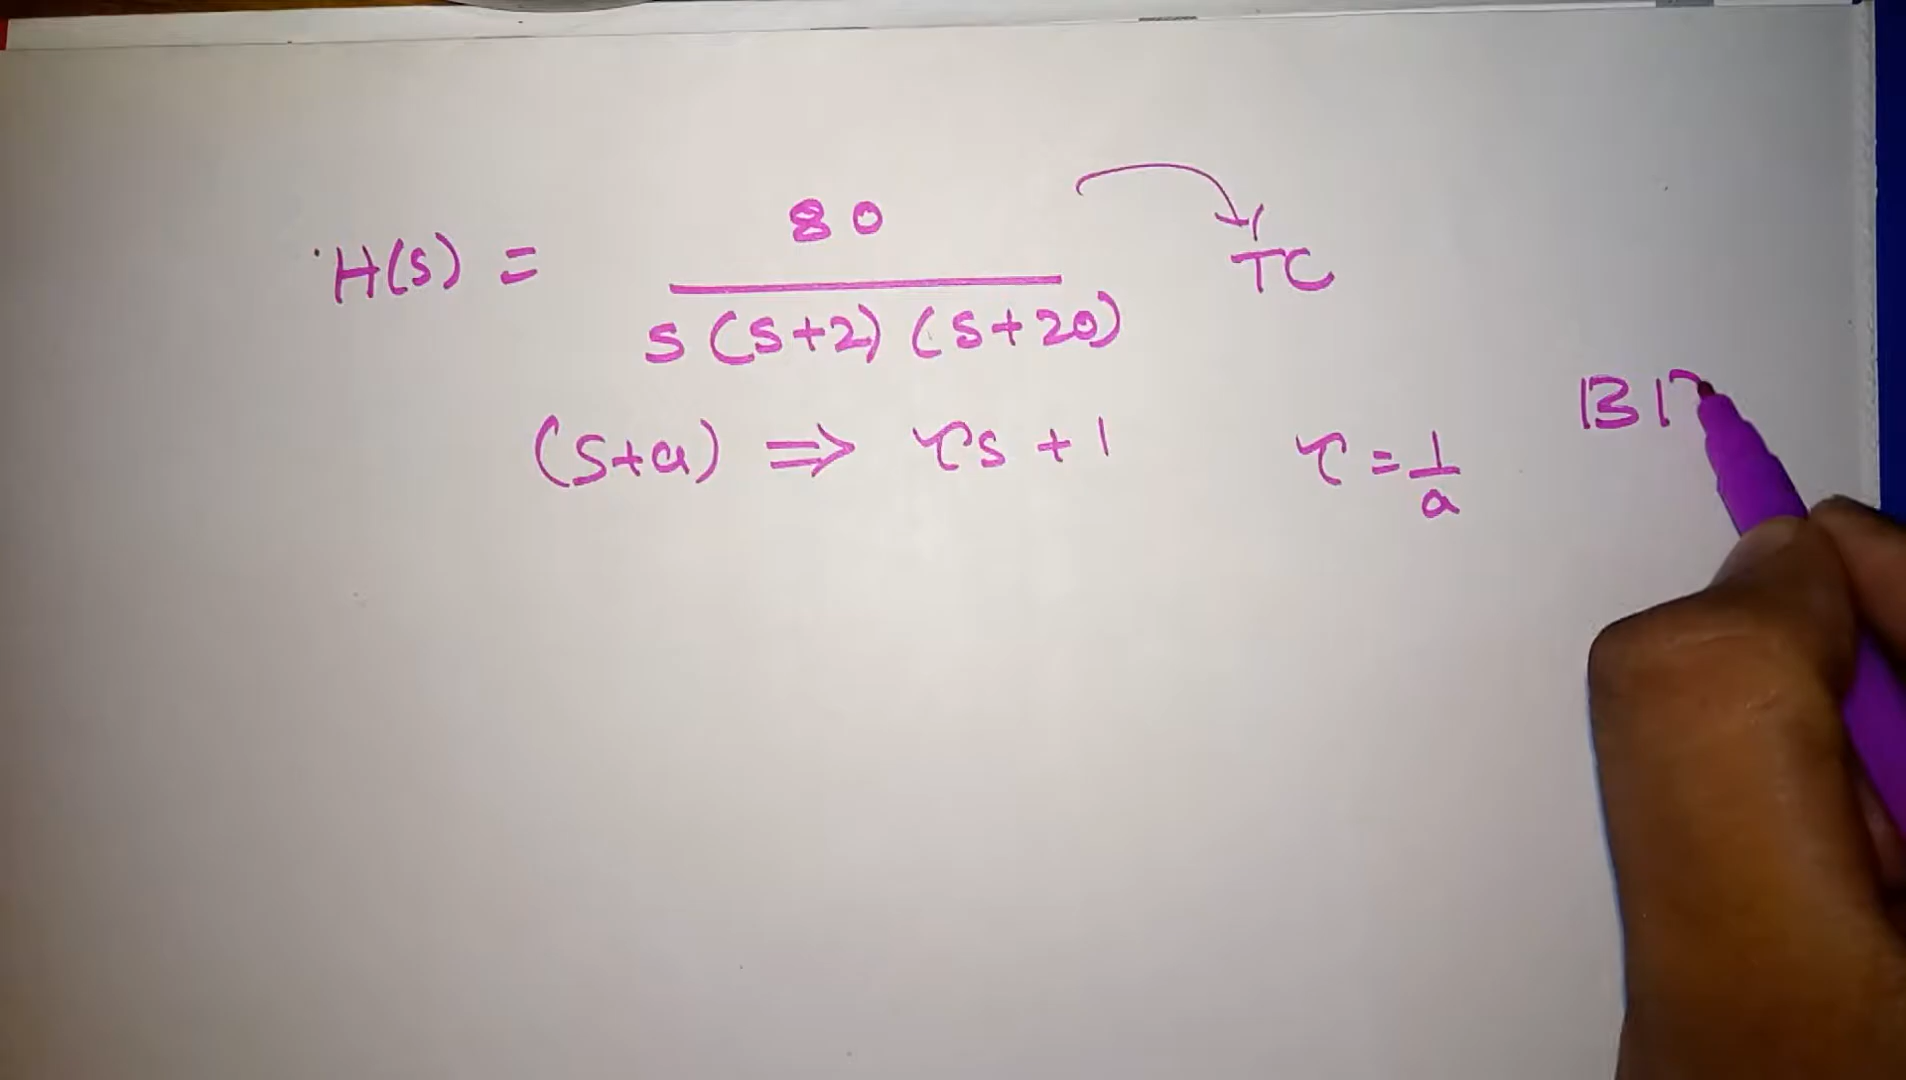 H(s) = 80 / s(s+2)(s+20) TC
(s+a) ⇒ τs + 1 τ = 1/a B